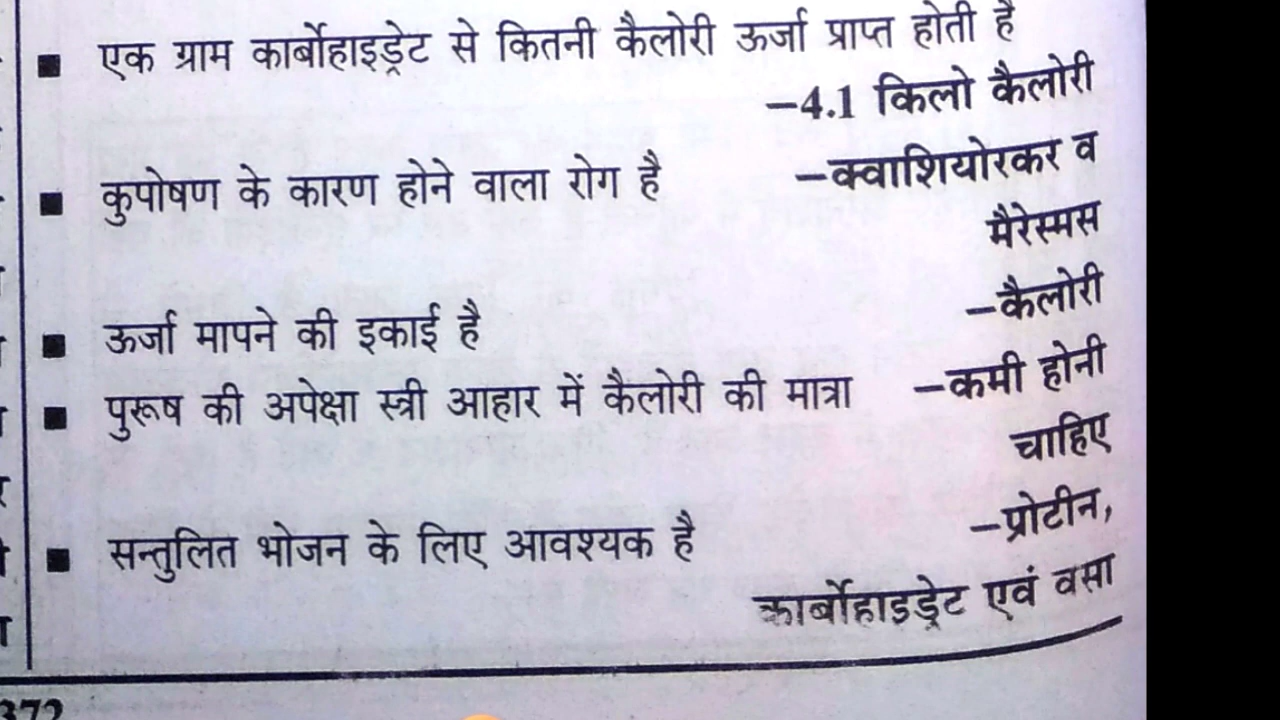 ■ एक ग्राम कार्बोहाइड्रेट से कितनी कैलोरी ऊर्जा प्राप्त होती है
–4.1 किलो कैलोरी
■ कुपोषण के कारण होने वाला रोग है –क्वाशियोरकर व
मैरेस्मस
■ ऊर्जा मापने की इकाई है –कैलोरी
■ पुरूष की अपेक्षा स्त्री आहार में कैलोरी की मात्रा –कमी होनी
चाहिए
■ सन्तुलित भोजन के लिए आवश्यक है –प्रोटीन,
कार्बोहाइड्रेट एवं वसा
372